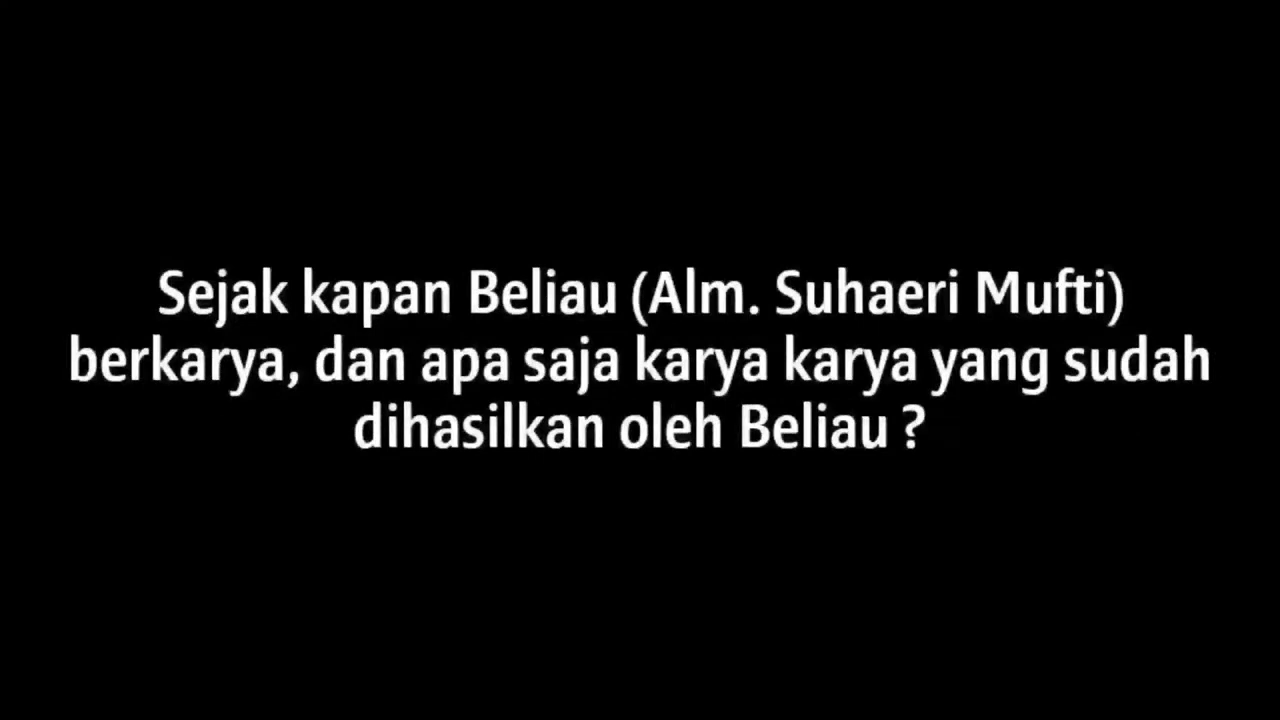 Sejak kapan Beliau (Alm. Suhaeri Mufti)
berkarya, dan apa saja karya karya yang sudah
dihasilkan oleh Beliau ?